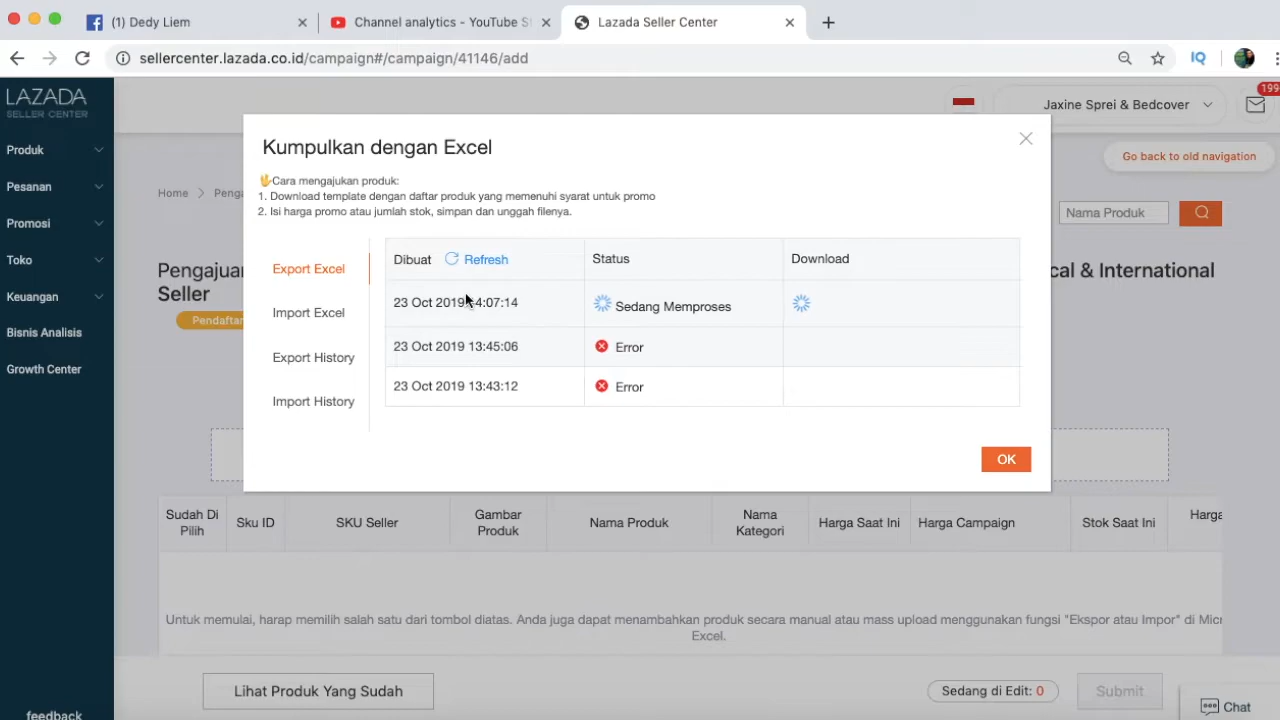 (1) Dedy Liem
Channel analytics - YouTube S
Lazada Seller Center
sellercenter.lazada.co.id/campaign#/campaign/41146/add
IQ
LAZADA
SELLER CENTER
Jaxine Sprei & Bedcover
199
Go back to old navigation
Produk
Pesanan
Promosi
Toko
Keuangan
Bisnis Analisis
Growth Center
feedback
Home
Penga
Nama Produk
Pengajuan
cal & International
Seller
Pendaftar
Kumpulkan dengan Excel
Cara mengajukan produk:
1. Download template dengan daftar produk yang memenuhi syarat untuk promo
2. Isi harga promo atau jumlah stok, simpan dan unggah filenya.
Export Excel
Import Excel
Export History
Import History
Dibuat Refresh Status Download
23 Oct 2019 4:07:14 Sedang Memproses
23 Oct 2019 13:45:06 Error
23 Oct 2019 13:43:12 Error
OK
Sudah Di Pilih
Sku ID
SKU Seller
Gambar Produk
Nama Produk
Nama Kategori
Harga Saat Ini
Harga Campaign
Stok Saat Ini
Harga
Untuk memulai, harap memilih salah satu dari tombol diatas. Anda juga dapat menambahkan produk secara manual atau mass upload menggunakan fungsi "Ekspor atau Impor" di Micr
Excel.
Lihat Produk Yang Sudah
Sedang di Edit: 0
Submit
Chat